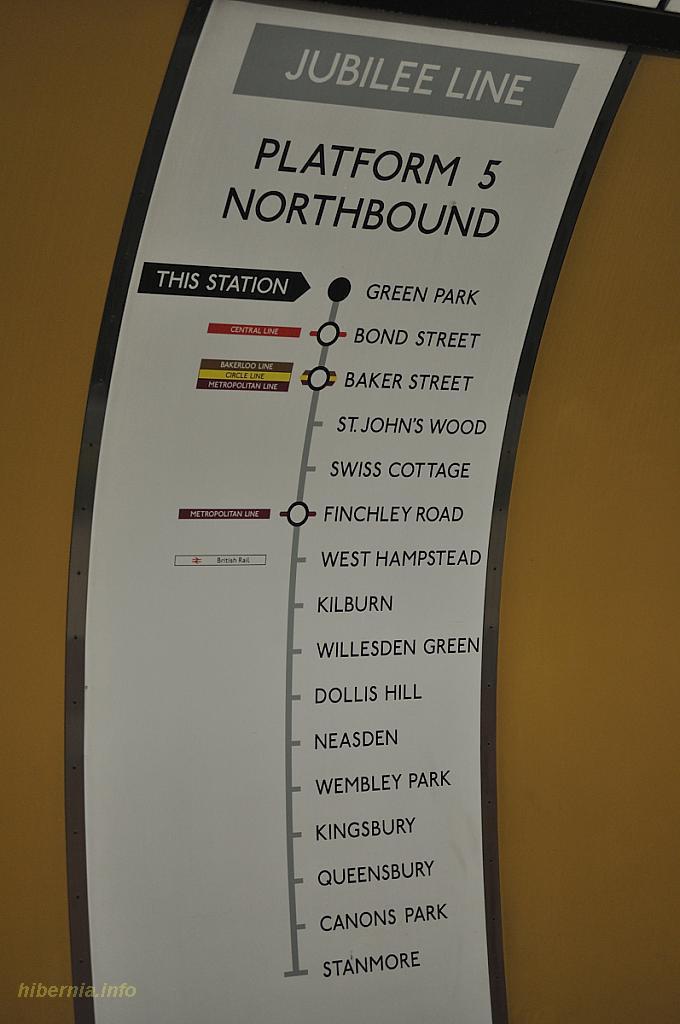 JUBILEE LINE
PLATFORM 5
NORTHBOUND
THIS STATION
GREEN PARK
CENTRAL LINE
BOND STREET
BAKERLOO LINE
CIRCLE LINE
METROPOLITAN LINE
BAKER STREET
ST. JOHN'S WOOD
SWISS COTTAGE
METROPOLITAN LINE
FINCHLEY ROAD
British Rail
WEST HAMPSTEAD
KILBURN
WILLESDEN GREEN
DOLLIS HILL
NEASDEN
WEMBLEY PARK
KINGSBURY
QUEENSBURY
CANONS PARK
STANMORE
hibernia.info